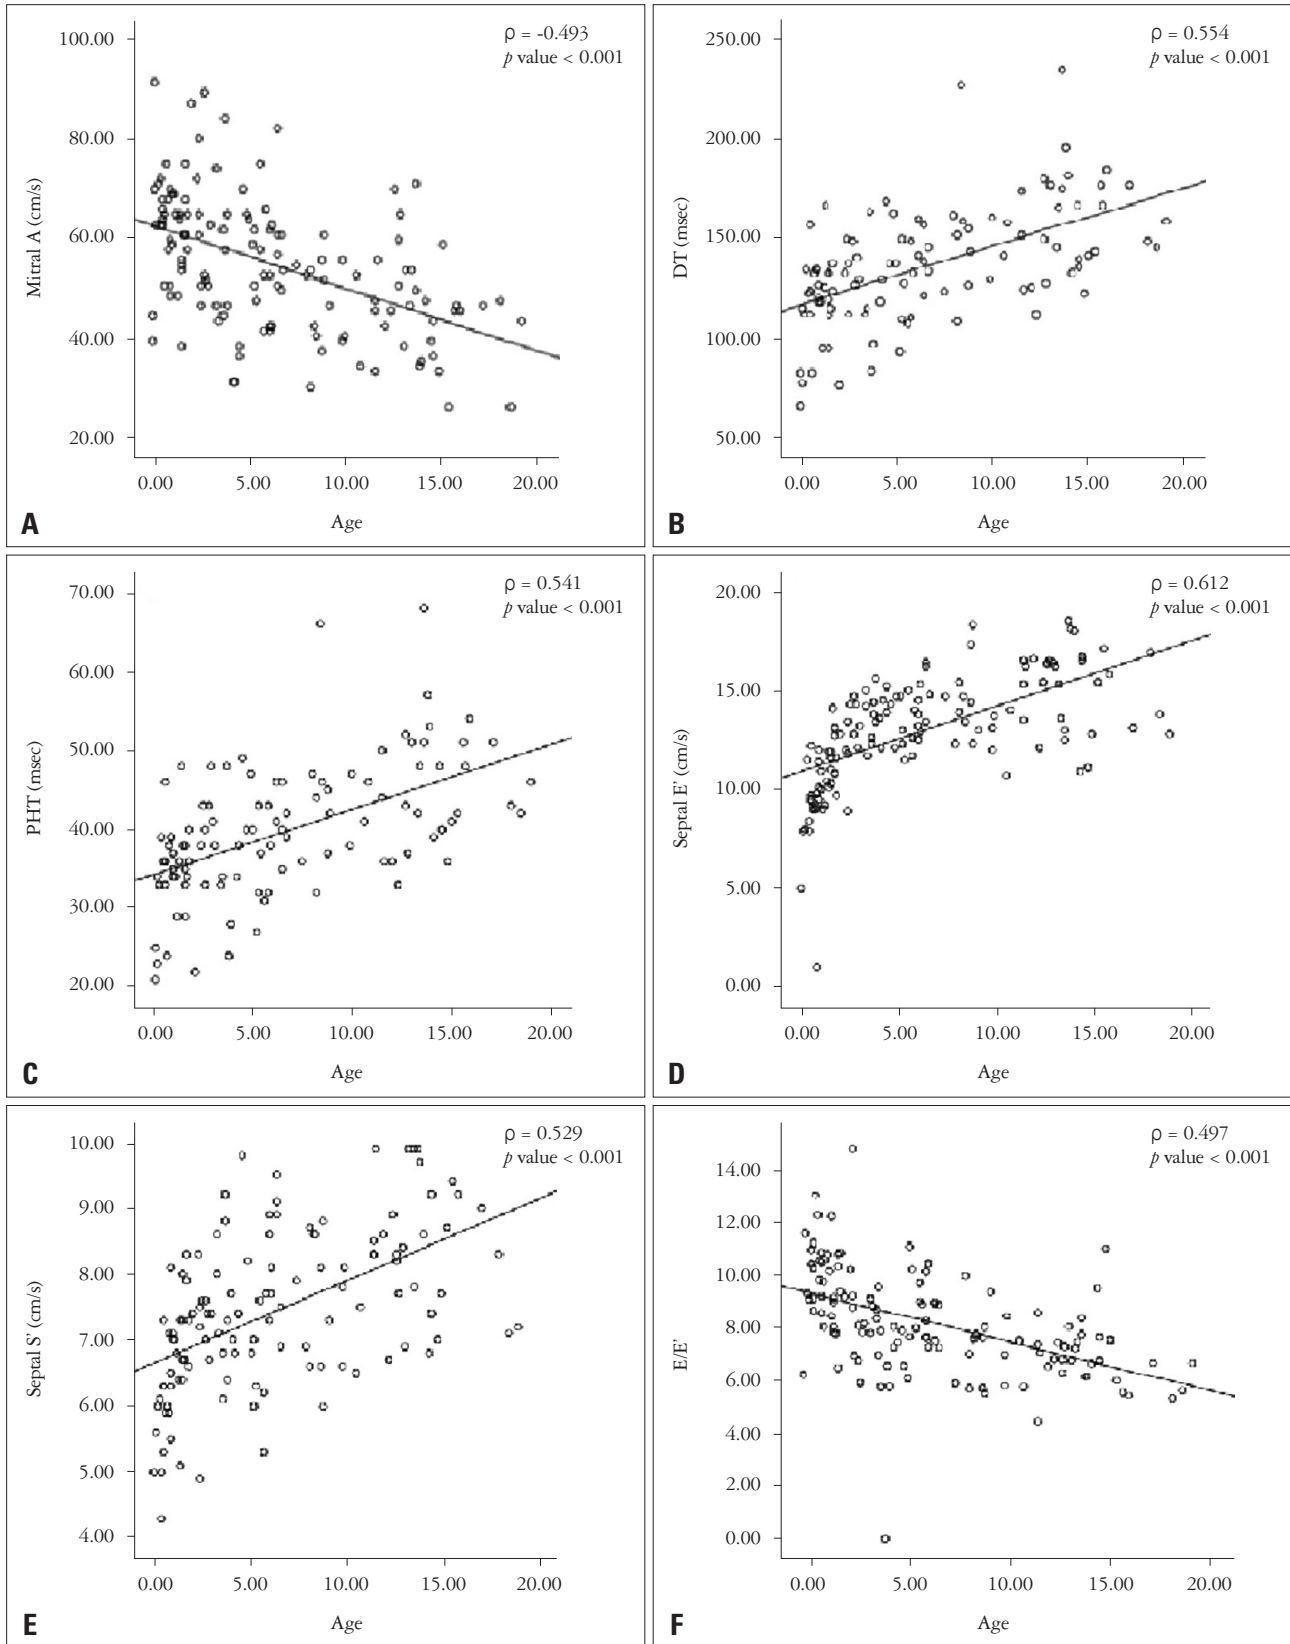 ρ = -0.493
p value < 0.001
100.00
80.00
60.00
40.00
20.00
Mitral A (cm/s)
0.00 5.00 10.00 15.00 20.00
Age
A
ρ = 0.554
p value < 0.001
250.00
200.00
150.00
100.00
50.00
DT (msec)
0.00 5.00 10.00 15.00 20.00
Age
B
ρ = 0.541
p value < 0.001
70.00
60.00
50.00
40.00
30.00
20.00
PHT (msec)
0.00 5.00 10.00 15.00 20.00
Age
C
ρ = 0.612
p value < 0.001
20.00
15.00
10.00
5.00
0.00
Septal E' (cm/s)
0.00 5.00 10.00 15.00 20.00
Age
D
ρ = 0.529
p value < 0.001
10.00
9.00
8.00
7.00
6.00
5.00
4.00
Septal S' (cm/s)
0.00 5.00 10.00 15.00 20.00
Age
E
ρ = 0.497
p value < 0.001
14.00
12.00
10.00
8.00
6.00
4.00
2.00
0.00
E/E'
0.00 5.00 10.00 15.00 20.00
Age
F